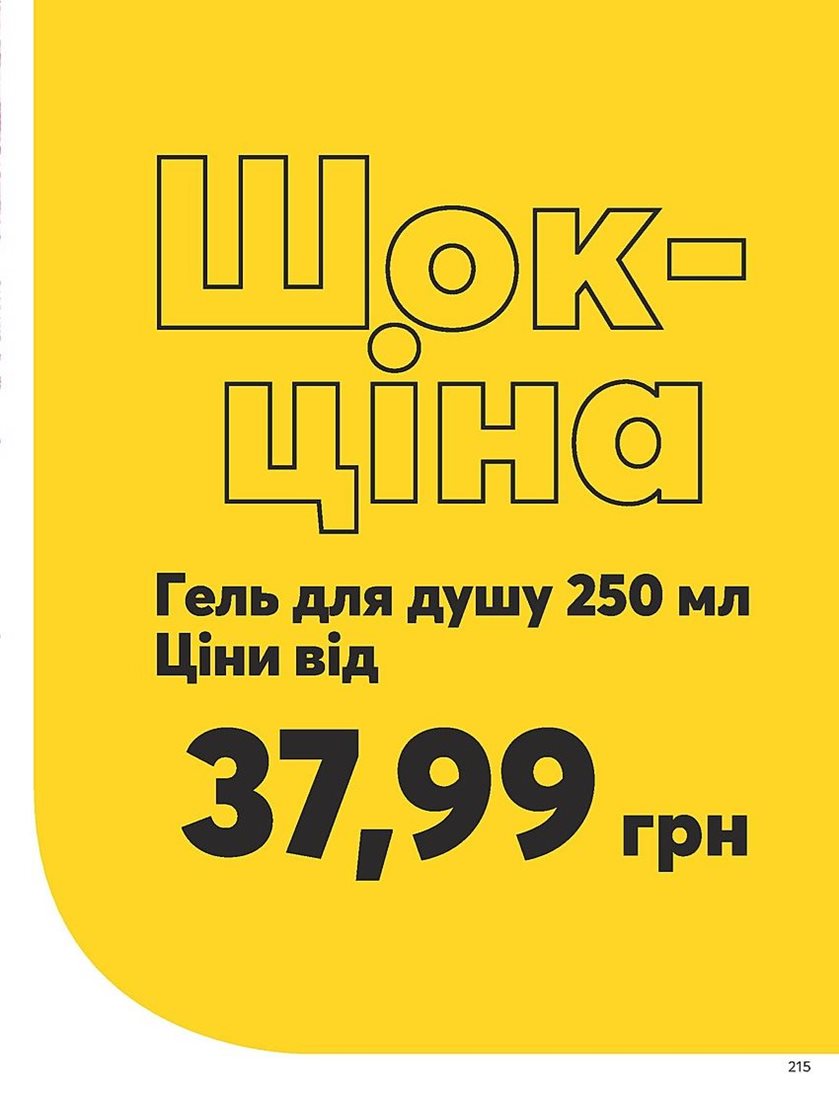 Шок-
ціна
Гель для душу 250 мл
Ціни від
37,99 грн
215